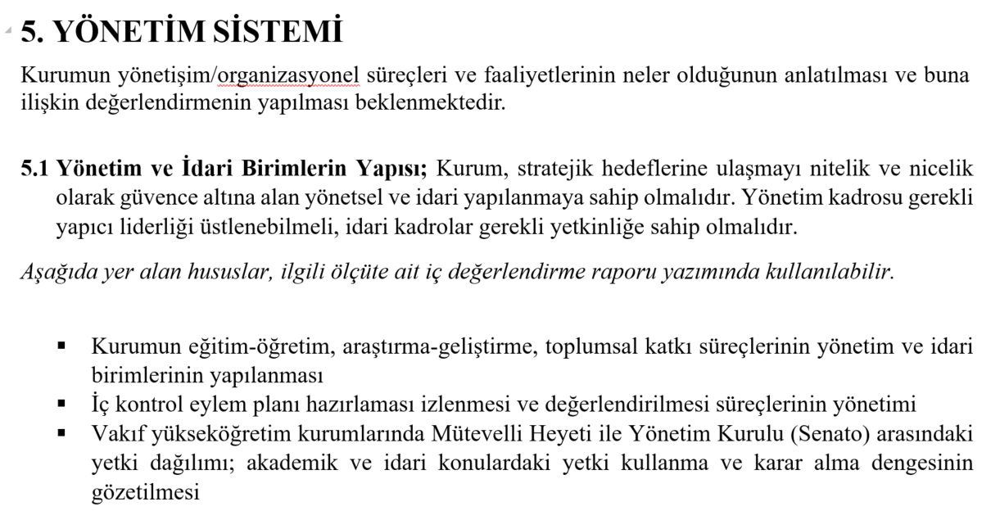 5. YÖNETİM SİSTEMİ
Kurumun yönetişim/organizasyonel süreçleri ve faaliyetlerinin neler olduğunun anlatılması ve buna
ilişkin değerlendirmenin yapılması beklenmektedir.
5.1 Yönetim ve İdari Birimlerin Yapısı; Kurum, stratejik hedeflerine ulaşmayı nitelik ve nicelik
olarak güvence altına alan yönetsel ve idari yapılanmaya sahip olmalıdır. Yönetim kadrosu gerekli
yapıcı liderliği üstlenebilmeli, idari kadrolar gerekli yetkinliğe sahip olmalıdır.
Aşağıda yer alan hususlar, ilgili ölçüte ait iç değerlendirme raporu yazımında kullanılabilir.
▪ Kurumun eğitim-öğretim, araştırma-geliştirme, toplumsal katkı süreçlerinin yönetim ve idari
birimlerinin yapılanması
▪ İç kontrol eylem planı hazırlaması izlenmesi ve değerlendirilmesi süreçlerinin yönetimi
▪ Vakıf yükseköğretim kurumlarında Mütevelli Heyeti ile Yönetim Kurulu (Senato) arasındaki
yetki dağılımı; akademik ve idari konulardaki yetki kullanma ve karar alma dengesinin
gözetilmesi